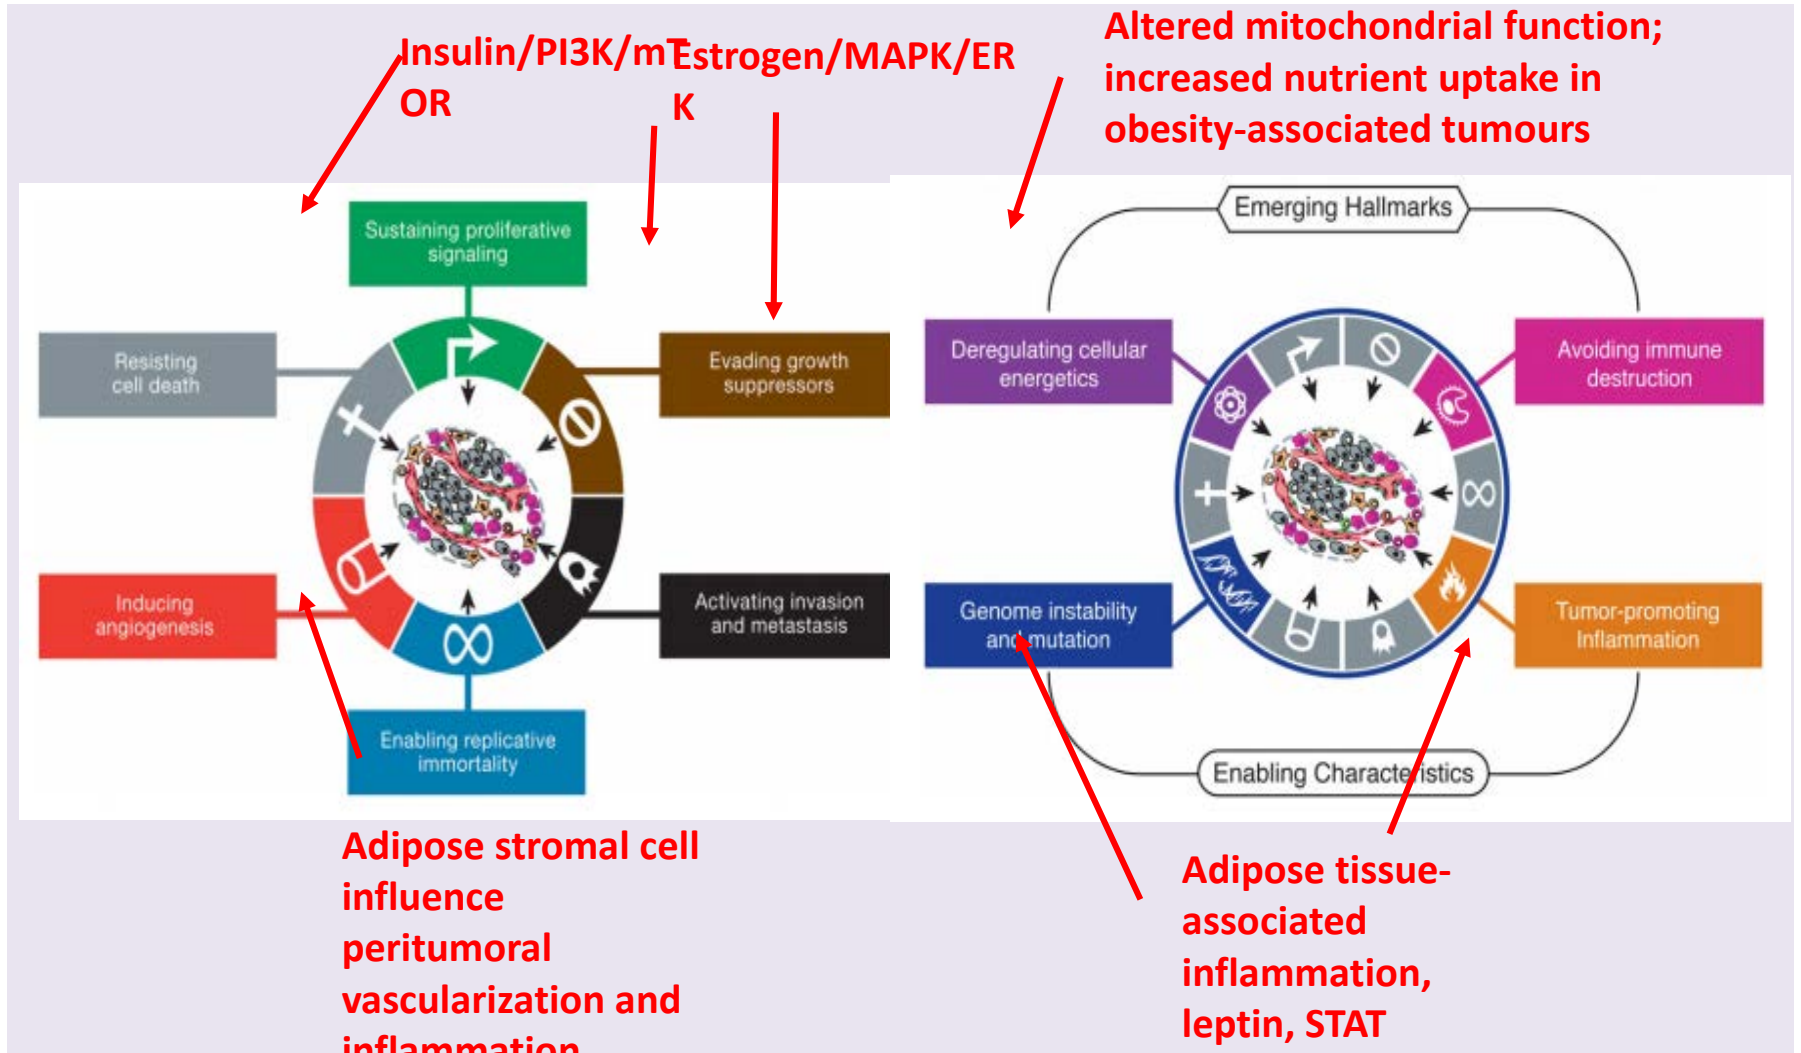 Insulin/PI3K/mT
OR
Estrogen/MAPK/ER
K
Altered mitochondrial function;
increased nutrient uptake in
obesity-associated tumours
Sustaining proliferative
signaling
Resisting
cell death
Evading growth
suppressors
Inducing
angiogenesis
Activating invasion
and metastasis
Enabling replicative
immortality
Emerging Hallmarks
Deregulating cellular
energetics
Avoiding immune
destruction
Genome instability
and mutation
Tumor-promoting
Inflammation
Enabling Characteristics
Adipose stromal cell
influence
peritumoral
vascularization and
inflammation
Adipose tissue-
associated
inflammation,
leptin, STAT